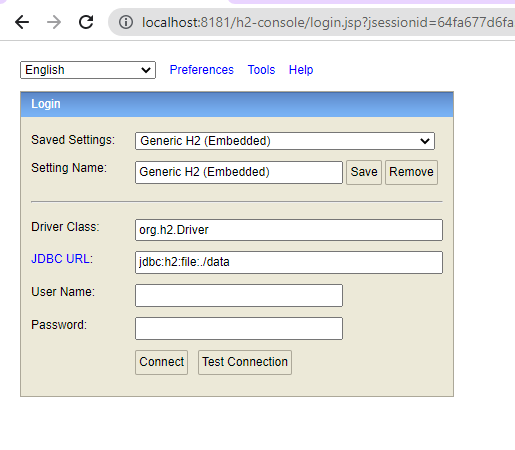 localhost:8181/h2-console/login.jsp?jsessionid=64fa677d6fa
English Preferences Tools Help
Login
Saved Settings: Generic H2 (Embedded)
Setting Name: Generic H2 (Embedded) Save Remove
Driver Class: org.h2.Driver
JDBC URL: jdbc:h2:file:./data
User Name:
Password:
Connect Test Connection